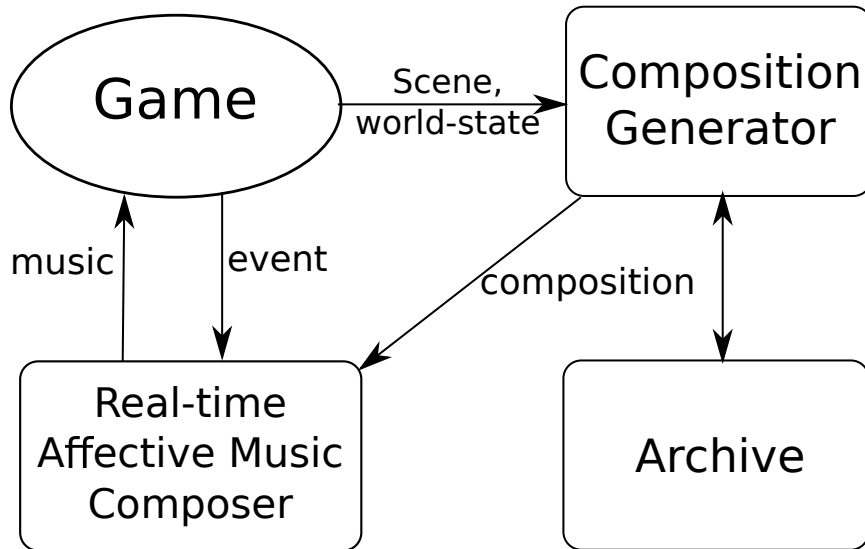 Game
Scene,
world-state
Composition
Generator
music
event
composition
Real-time
Affective Music
Composer
Archive